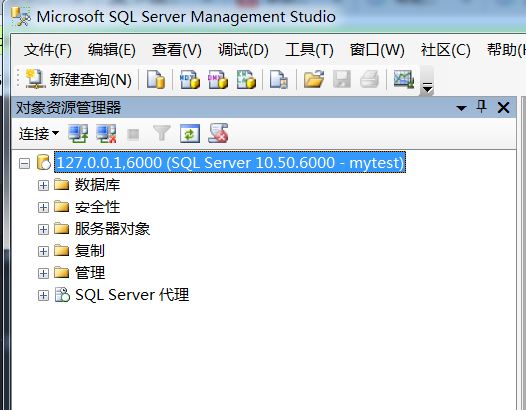 Microsoft SQL Server Management Studio
文件(F) 编辑(E) 查看(V) 调试(D) 工具(T) 窗口(W) 社区(C) 帮助(
新建查询(N)
对象资源管理器
连接
127.0.0.1,6000 (SQL Server 10.50.6000 - mytest)
数据库
安全性
服务器对象
复制
管理
SQL Server 代理